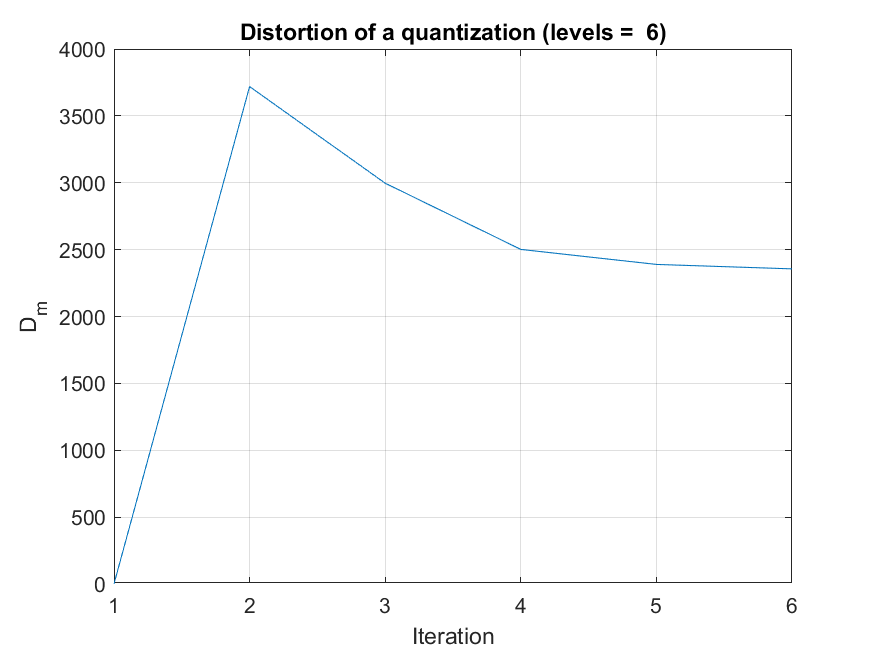 Distortion of a quantization (levels =  6)
4000
3500
3000
2500
2000
1500
1000
500
0
D_m
1 2 3 4 5 6
Iteration